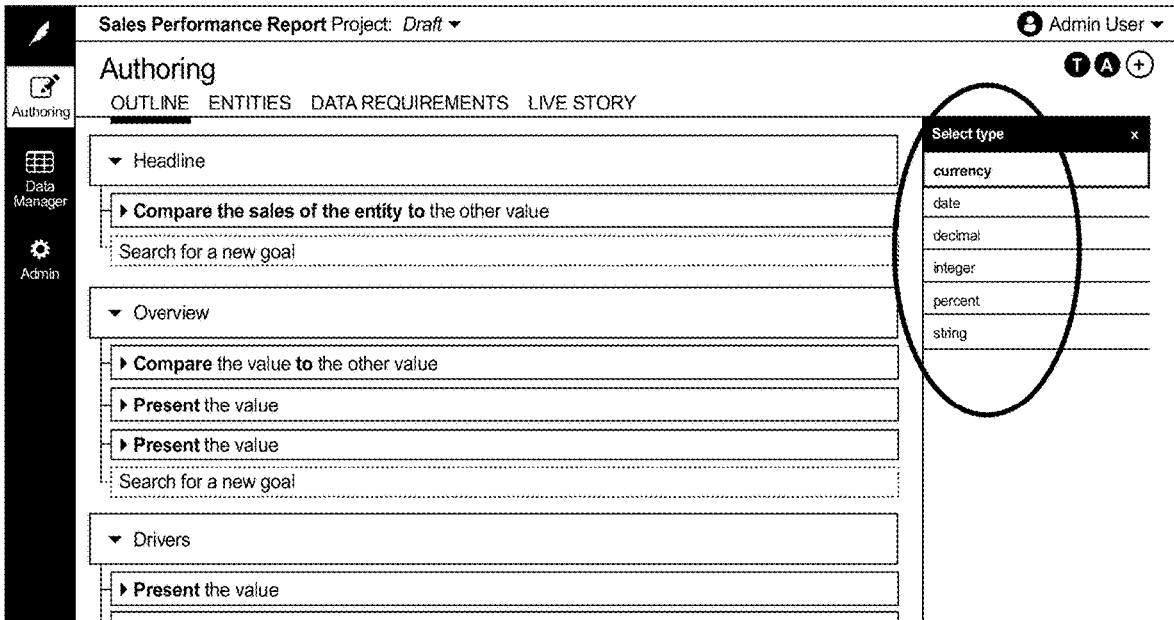 Sales Performance Report Project: Draft
Admin User
Authoring
T A +
Authoring
OUTLINE ENTITIES DATA REQUIREMENTS LIVE STORY
Data
Manager
Admin
Headline
Compare the sales of the entity to the other value
Search for a new goal
Overview
Compare the value to the other value
Present the value
Present the value
Search for a new goal
Drivers
Present the value
Select type x
currency
date
decimal
integer
percent
string